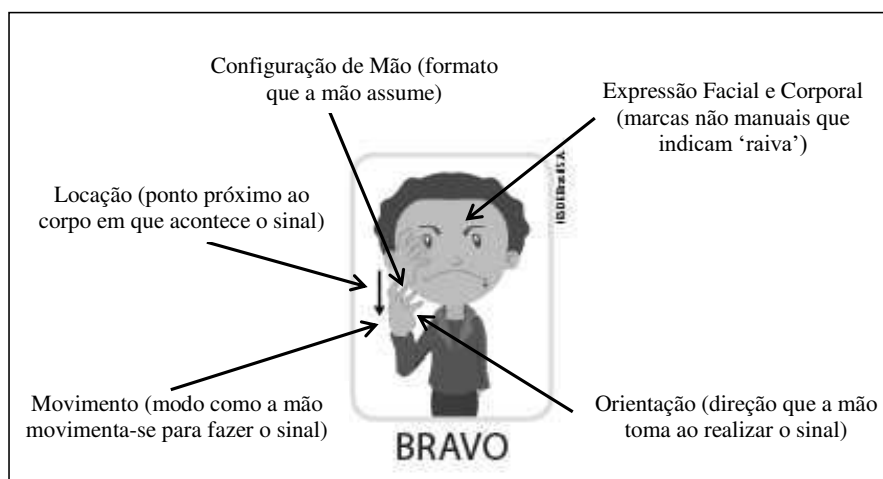 Configuração de Mão (formato
que a mão assume)
Expressão Facial e Corporal
(marcas não manuais que
indicam ‘raiva’)
Locação (ponto próximo ao
corpo em que acontece o sinal)
Movimento (modo como a mão
movimenta-se para fazer o sinal)
Orientação (direção que a mão
toma ao realizar o sinal)
BRAVO